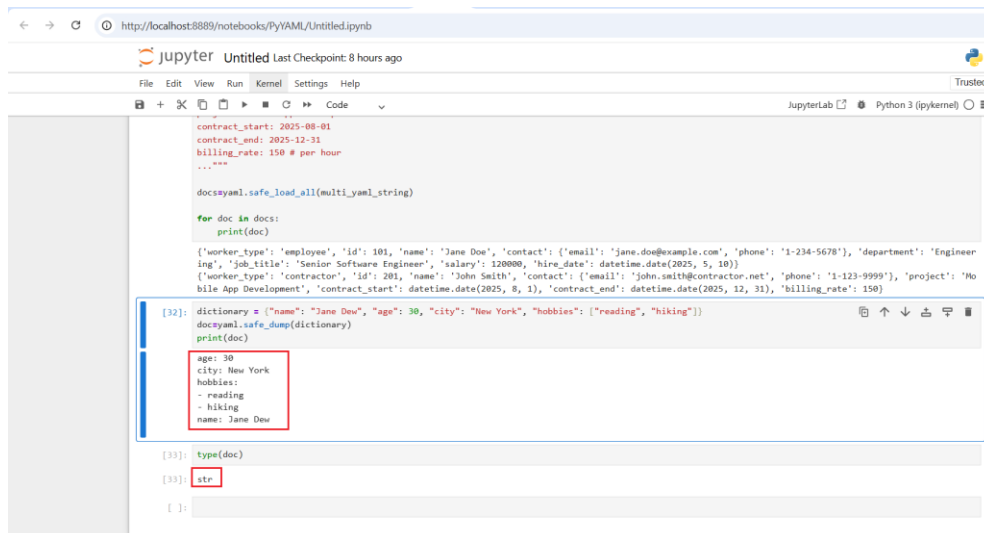 http://localhost:8889/notebooks/PyYAML/Untitled.ipynb
jupyter Untitled Last Checkpoint: 8 hours ago
File Edit View Run Kernel Settings Help Trusted
Code JupyterLab Python 3 (ipykernel)
contract_start: 2025-08-01
contract_end: 2025-12-31
billing_rate: 150 # per hour
..."""
docs=yaml.safe_load_all(multi_yaml_string)
for doc in docs:
print(doc)
{'worker_type': 'employee', 'id': 101, 'name': 'Jane Doe', 'contact': {'email': 'jane.doe@example.com', 'phone': '1-234-5678'}, 'department': 'Engineer
ing', 'job_title': 'Senior Software Engineer', 'salary': 120000, 'hire_date': datetime.date(2025, 5, 10)}
{'worker_type': 'contractor', 'id': 201, 'name': 'John Smith', 'contact': {'email': 'john.smith@contractor.net', 'phone': '1-123-9999'}, 'project': 'Mo
bile App Development', 'contract_start': datetime.date(2025, 8, 1), 'contract_end': datetime.date(2025, 12, 31), 'billing_rate': 150}
[32]: dictionary = {"name": "Jane Dew", "age": 30, "city": "New York", "hobbies": ["reading", "hiking"]}
doc=yaml.safe_dump(dictionary)
print(doc)
age: 30
city: New York
hobbies:
- reading
- hiking
name: Jane Dew
[33]: type(doc)
[33]: str
[ ]: